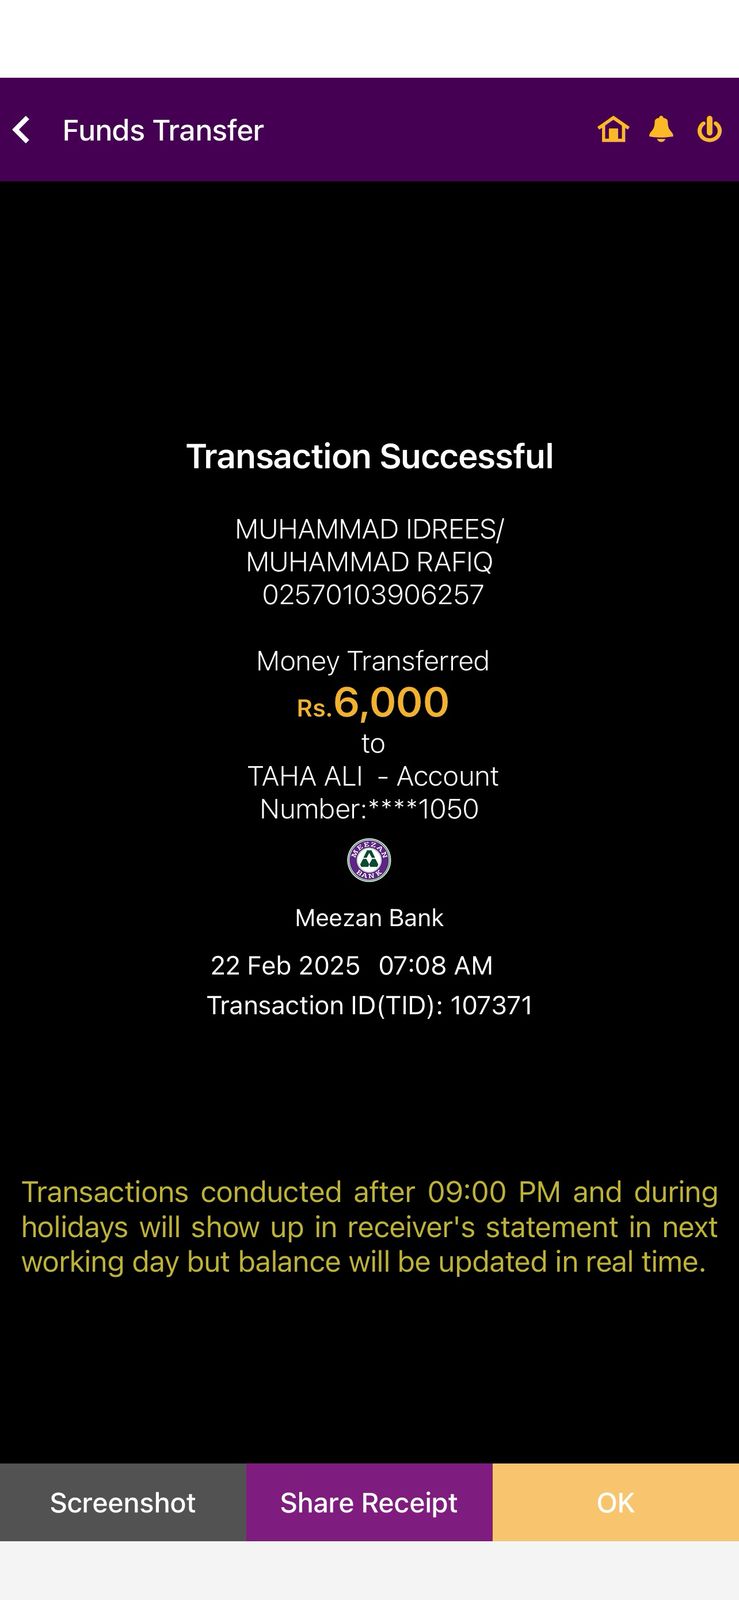 Funds Transfer
Transaction Successful
MUHAMMAD IDREES/
MUHAMMAD RAFIQ
02570103906257
Money Transferred
Rs.6,000
to
TAHA ALI - Account
Number:****1050
MEEZAN
BANK
Meezan Bank
22 Feb 2025 07:08 AM
Transaction ID(TID): 107371
Transactions conducted after 09:00 PM and during
holidays will show up in receiver's statement in next
working day but balance will be updated in real time.
Screenshot Share Receipt OK